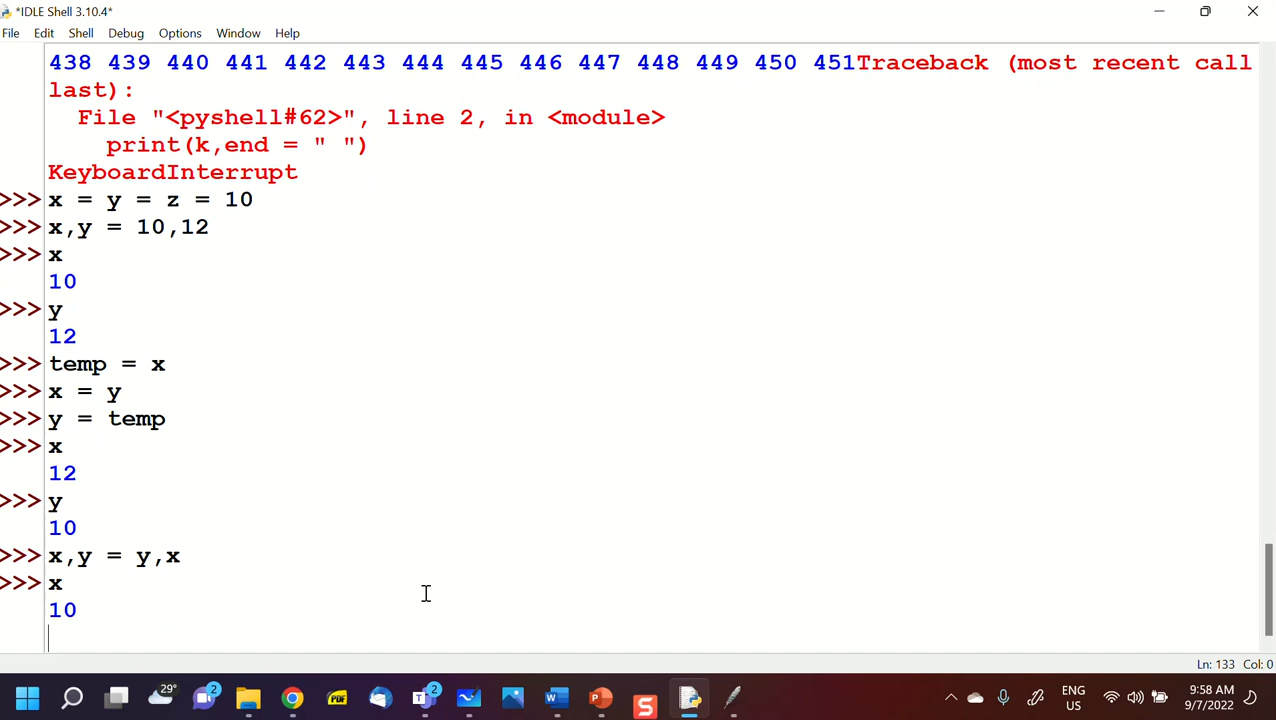 *IDLE Shell 3.10.4*
File Edit Shell Debug Options Window Help
438 439 440 441 442 443 444 445 446 447 448 449 450 451Traceback (most recent call
last):
File "<pyshell#62>", line 2, in <module>
print(k,end = " ")
KeyboardInterrupt
>>> x = y = z = 10
>>> x,y = 10,12
>>> x
10
>>> y
12
>>> temp = x
>>> x = y
>>> y = temp
>>> x
12
>>> y
10
>>> x,y = y,x
>>> x
10
Ln: 133 Col: 0
29° 2 PDF 2 W P S ENG 9:58 AM
US 9/7/2022